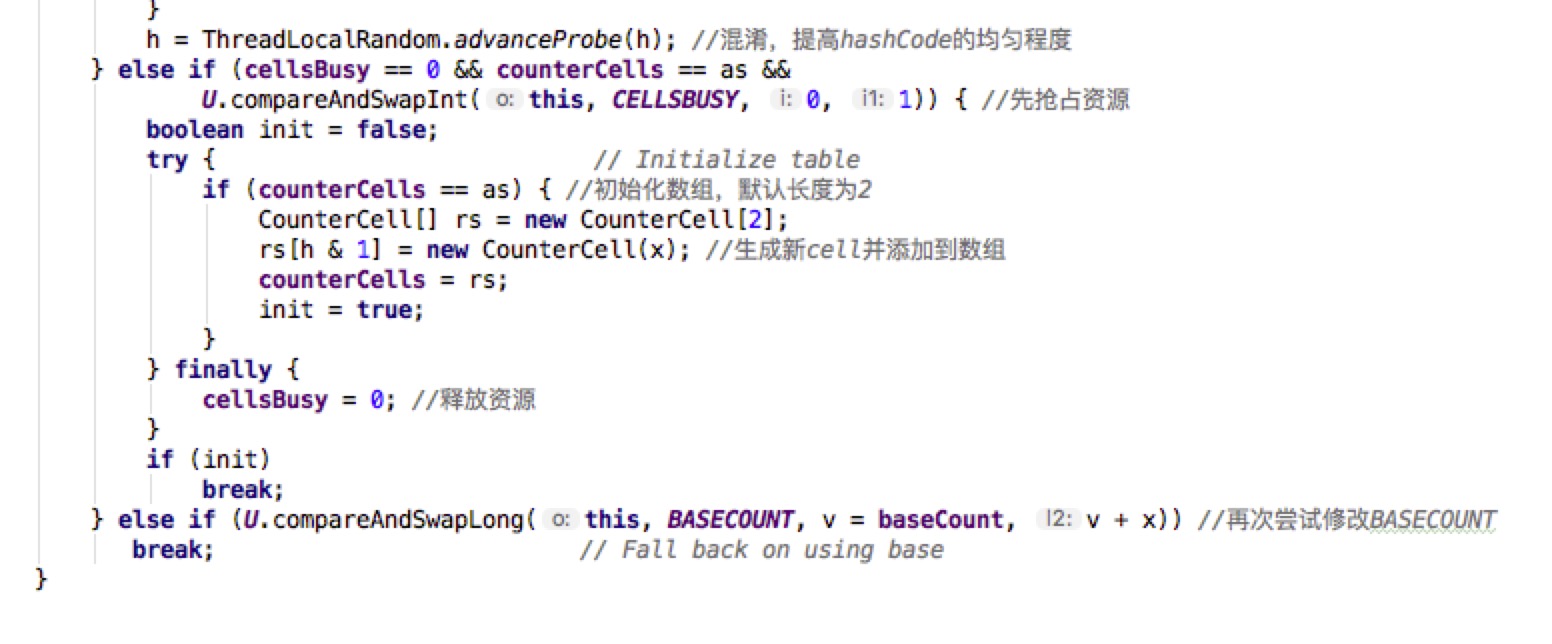 }
h = ThreadLocalRandom.advanceProbe(h); //混淆，提高hashCode的均匀程度
} else if (cellsBusy == 0 && counterCells == as &&
U.compareAndSwapInt( o: this, CELLSBUSY, i: 0, i1: 1)) { //先抢占资源
boolean init = false;
try { // Initialize table
if (counterCells == as) { //初始化数组，默认长度为2
CounterCell[] rs = new CounterCell[2];
rs[h & 1] = new CounterCell(x); //生成新cell并添加到数组
counterCells = rs;
init = true;
}
} finally {
cellsBusy = 0; //释放资源
}
if (init)
break;
} else if (U.compareAndSwapLong( o: this, BASECOUNT, v = baseCount, l2: v + x)) //再次尝试修改BASECOUNT
break; // Fall back on using base
}